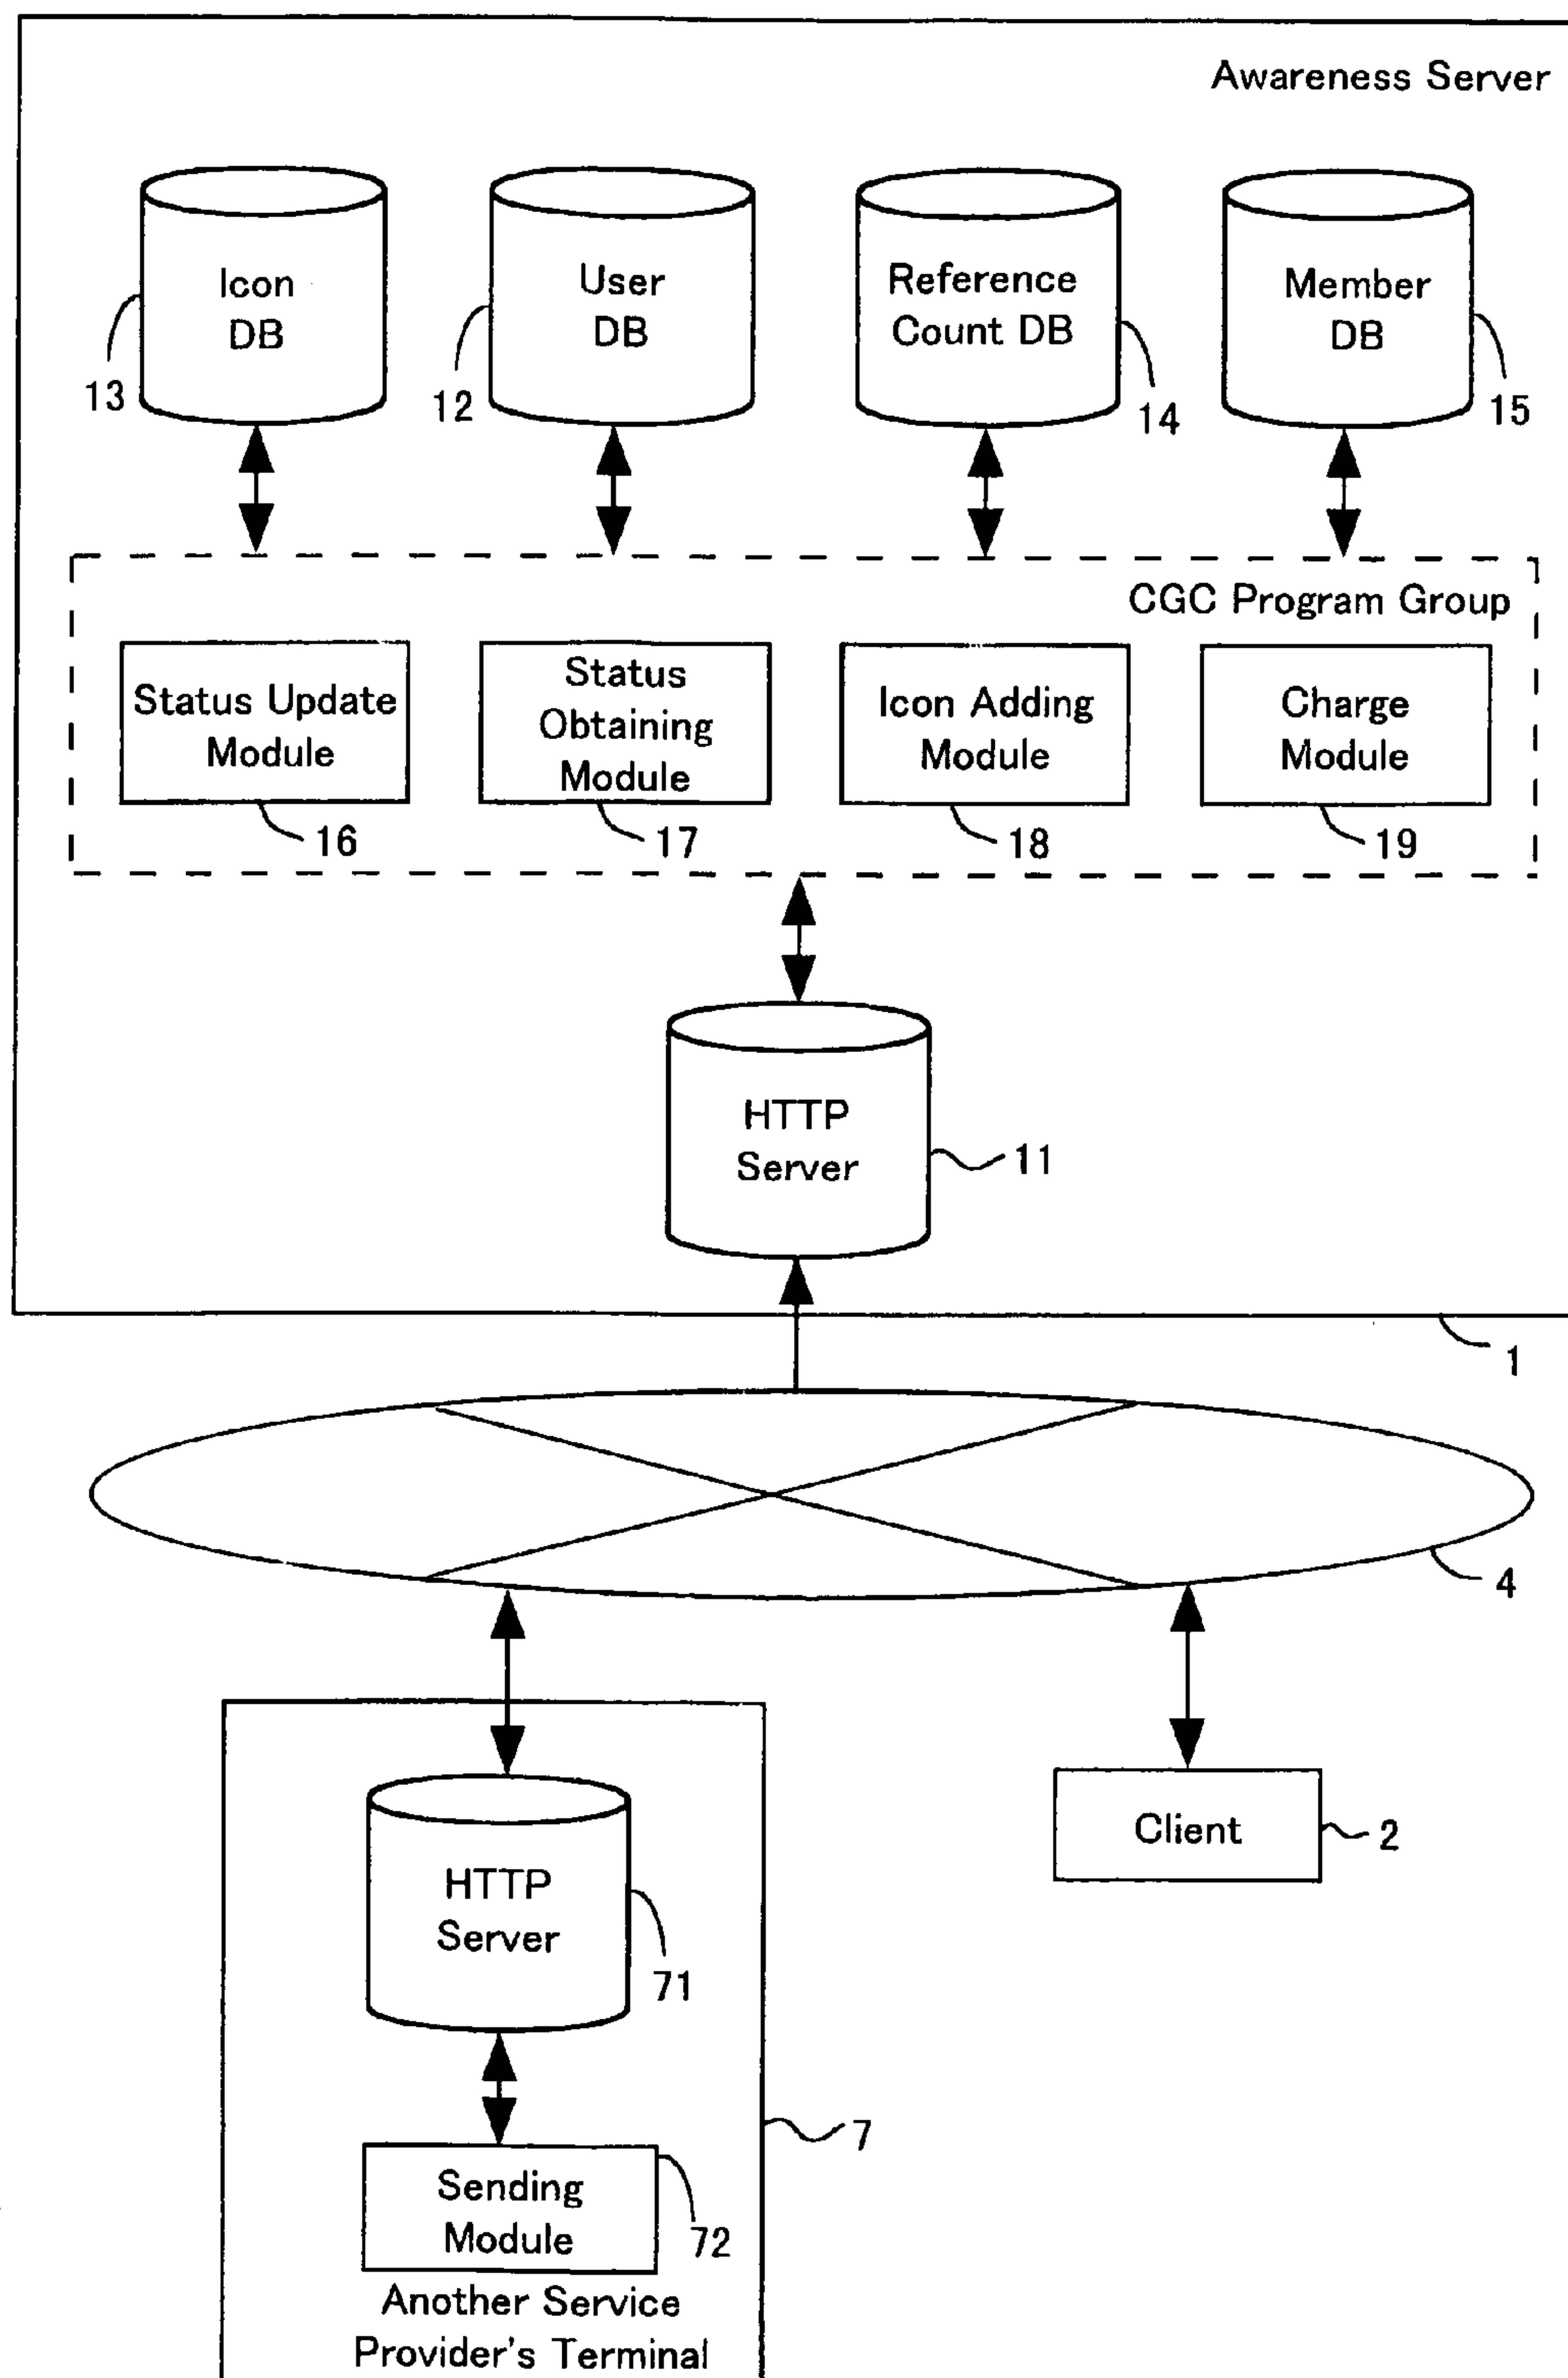 Awareness Server
Icon
DB
User
DB
Reference
Count DB
Member
DB
13
12
14
15
CGC Program Group
Status Update
Module
Status
Obtaining
Module
Icon Adding
Module
Charge
Module
16
17
18
19
HTTP
Server
11
1
4
HTTP
Server
71
Client
2
7
Sending
Module
72
Another Service
Provider's Terminal